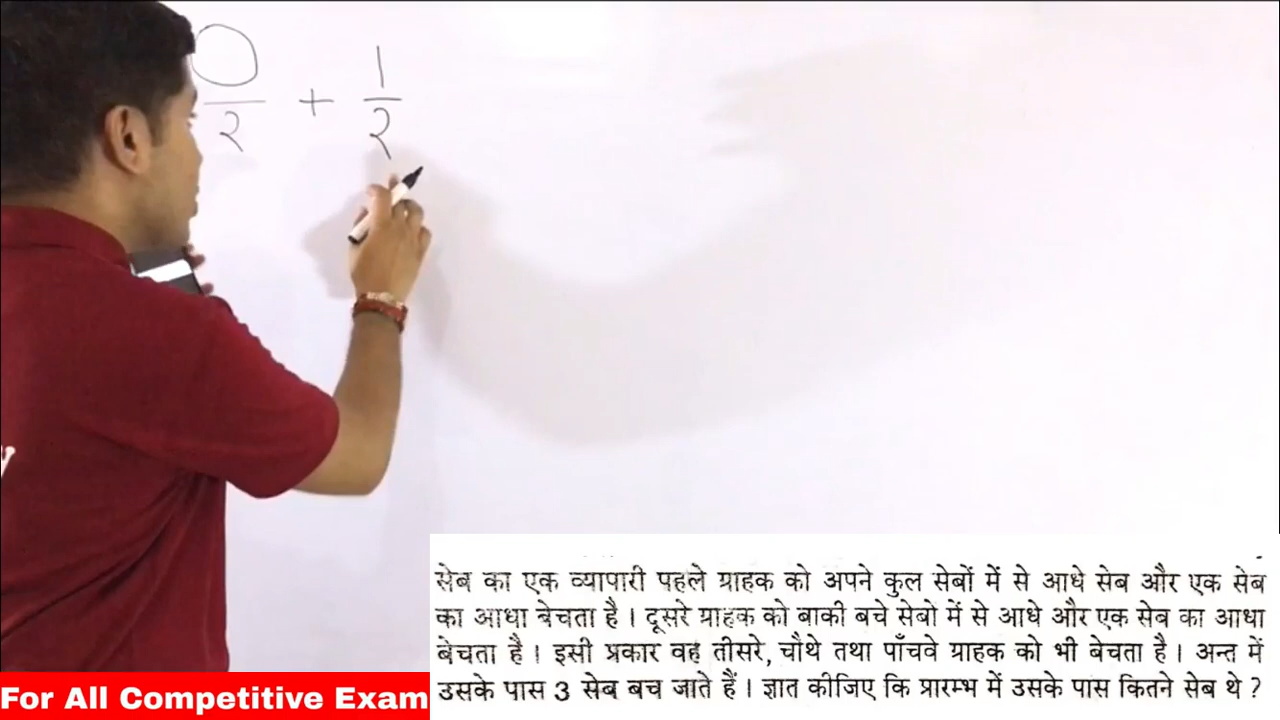 0/2 + 1/2
सेब का एक व्यापारी पहले ग्राहक को अपने कुल सेबों में से आधे सेब और एक सेब
का आधा बेचता है । दूसरे ग्राहक को बाकी बचे सेबो में से आधे और एक सेब का आधा
बेचता है । इसी प्रकार वह तीसरे, चौथे तथा पाँचवे ग्राहक को भी बेचता है । अन्त में
उसके पास 3 सेब बच जाते हैं । ज्ञात कीजिए कि प्रारम्भ में उसके पास कितने सेब थे ?
For All Competitive Exam